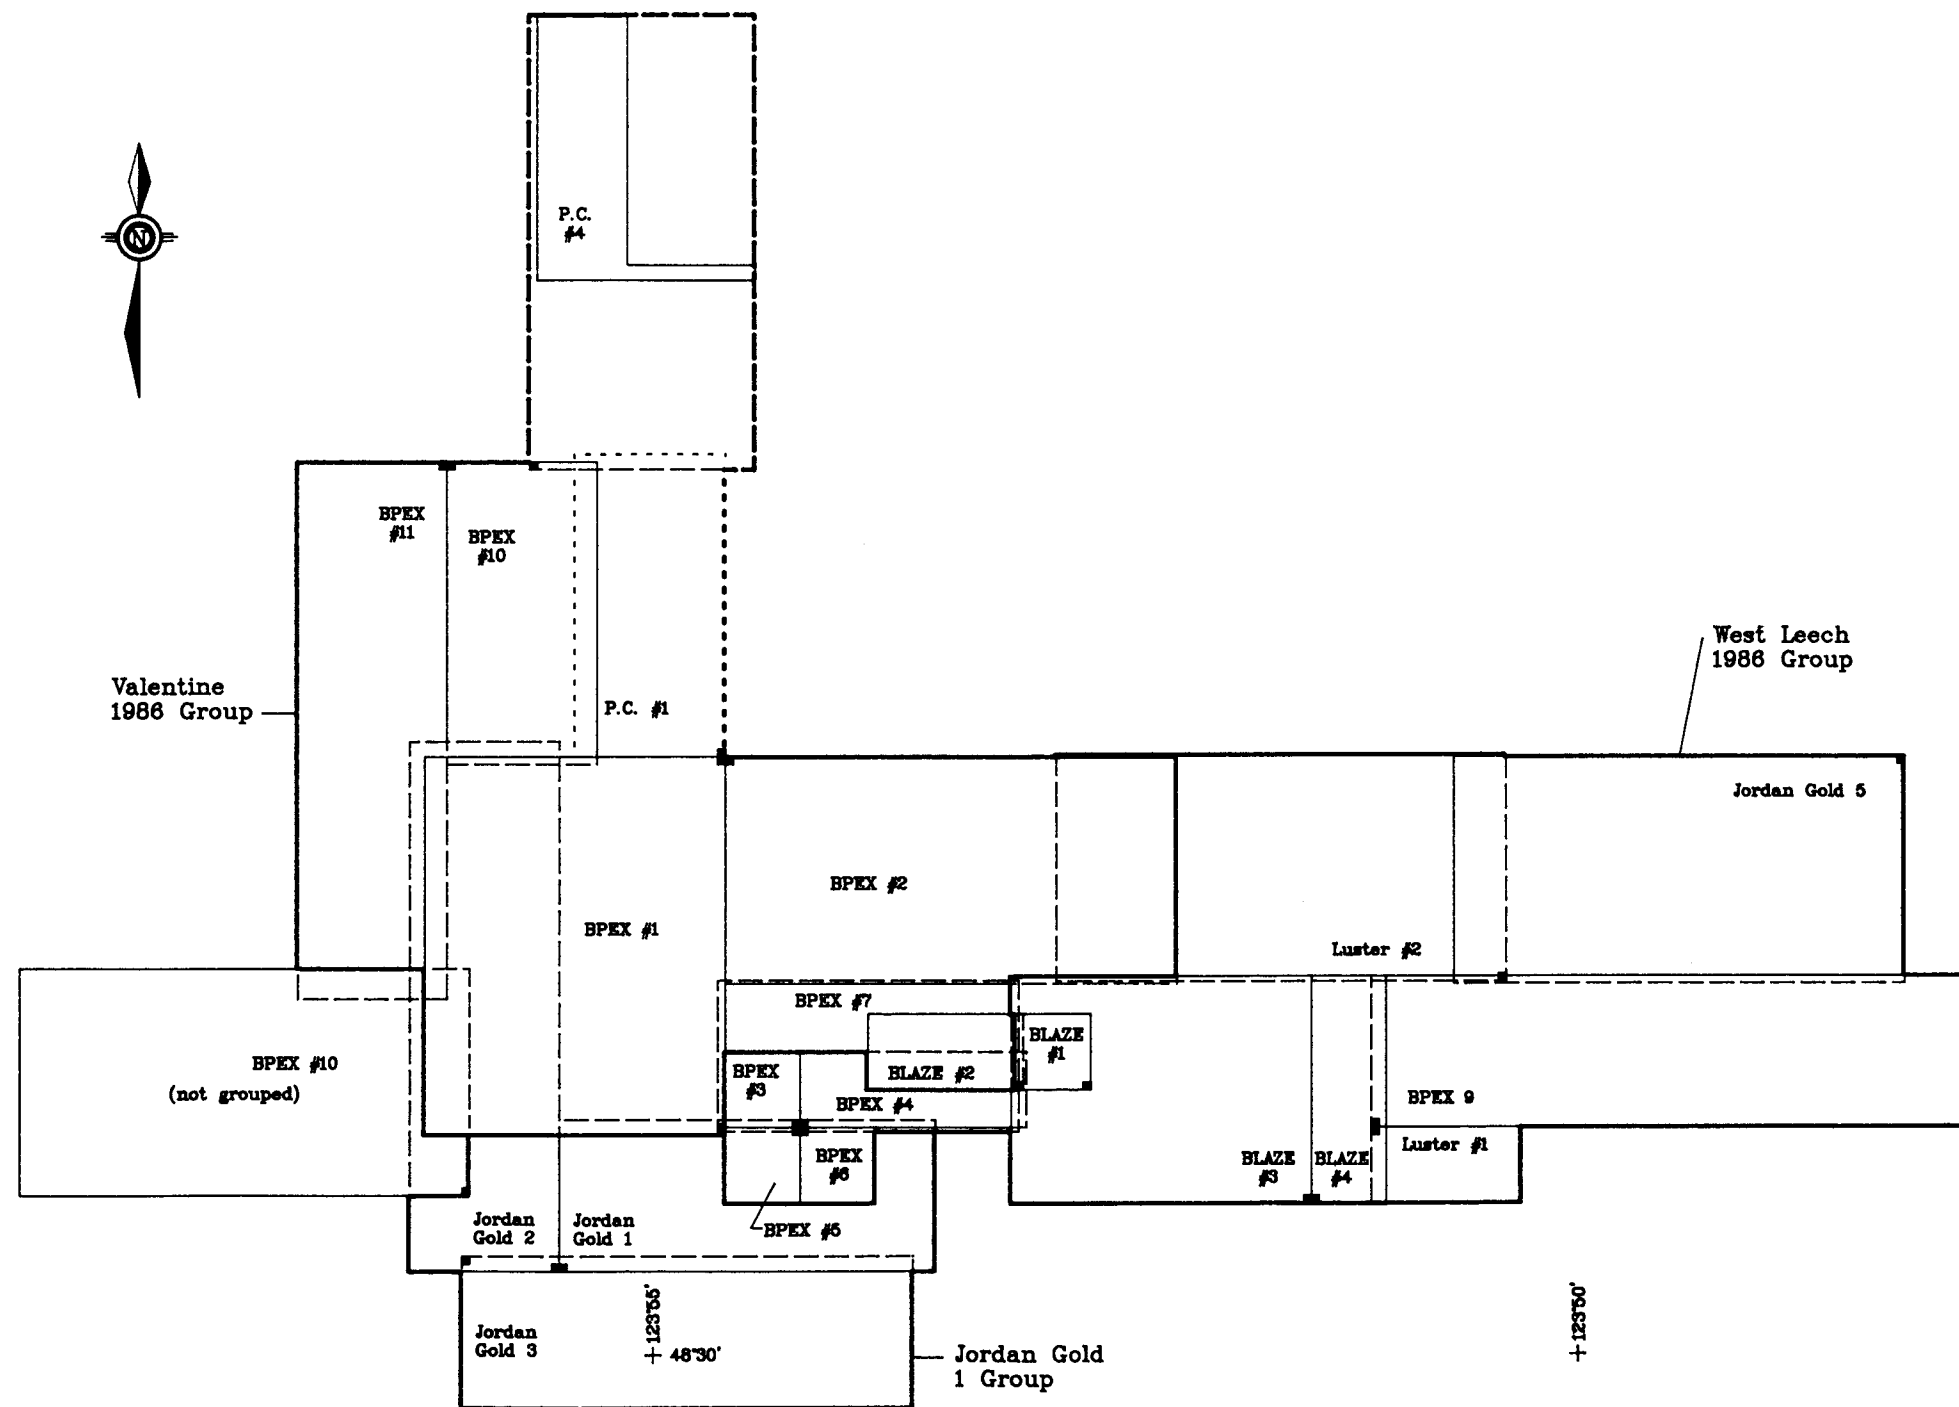 P.C.
#4
N
BPEX
#11
BPEX
#10
West Leech
1986 Group
Valentine
1986 Group
P.C. #1
Jordan Gold 5
BPEX #2
BPEX #1
Luster #2
BPEX #7
BLAZE
#1
BPEX #10
(not grouped)
BPEX
#3
BLAZE #2
BPEX #4
BPEX 9
BPEX
#6
BLAZE
#3
BLAZE
#4
Luster #1
Jordan
Gold 2
Jordan
Gold 1
BPEX #5
123°55'
123°50'
Jordan
Gold 3
48°30'
Jordan Gold
1 Group